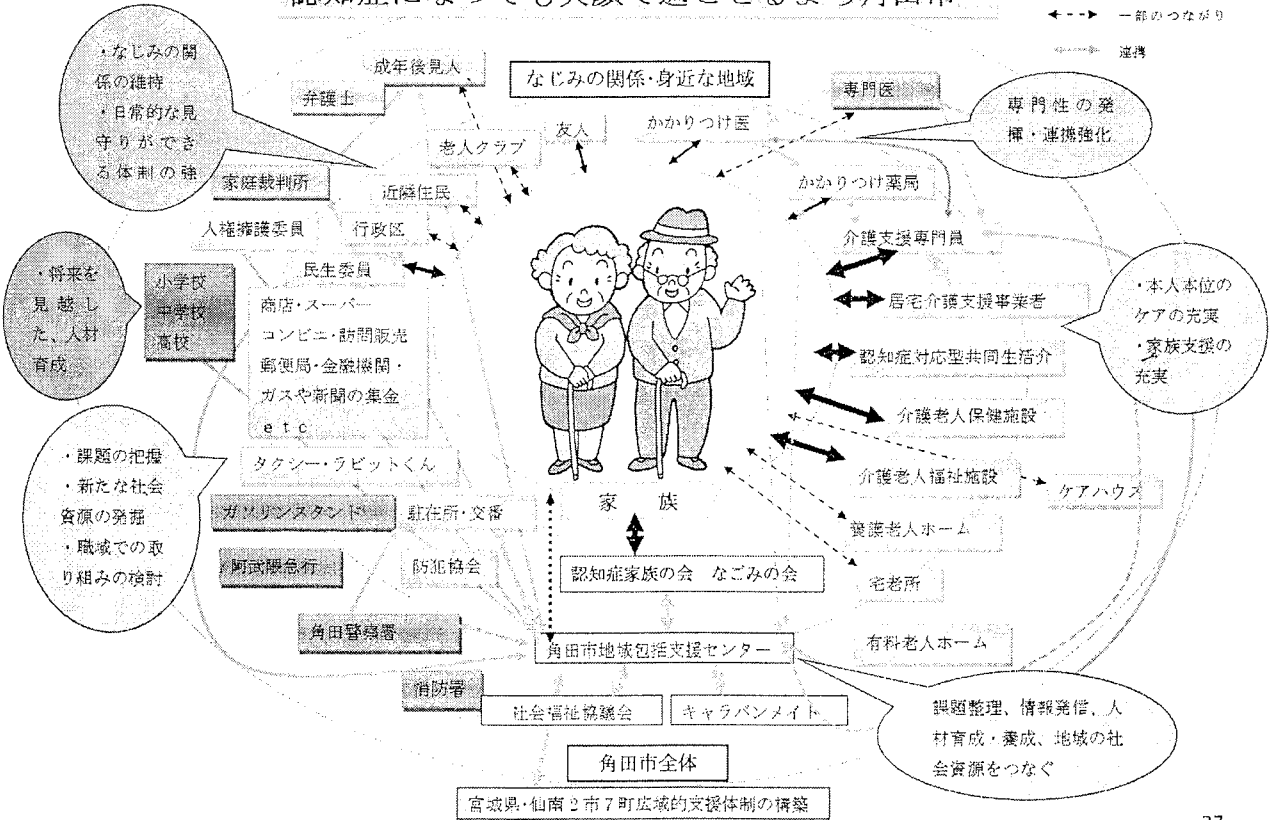 認知症になっても笑顔で過ごせるまち角田市
一部のつながり
連携
・なじみの関
係の維持
・日常的な見
守りができ
る体制の強
成年後見人
弁護士
なじみの関係・身近な地域
専門医
専門性の発
揮・連携強化
友人
かかりつけ医
老人クラブ
家庭裁判所
近隣住民
かかりつけ薬局
人権擁護委員
行政区
介護支援専門員
民生委員
・将来を
見越し
た、人材
育成
小学校
中学校
高校
商店・スーパー
コンビニ・訪問販売
郵便局・金融機関・
ガスや新聞の集金
etc
居宅介護支援事業者
・本人本位の
ケアの充実
・家族支援の
充実
認知症対応型共同生活介
介護老人保健施設
タクシー・ラビットくん
介護老人福祉施設
ケアハウス
・課題の把握
・新たな社会
資源の発掘
・職域での取
り組みの検討
ガソリンスタンド
駐在所・交番
家　族
養護老人ホーム
阿武隈急行
防犯協会
認知症家族の会　なごみの会
宅老所
角田警察署
角田市地域包括支援センター
有料老人ホーム
消防署
社会福祉協議会
キャラバンメイト
課題整理、情報発信、人
材育成・養成、地域の社
会資源をつなぐ
角田市全体
宮城県・仙南２市７町広域的支援体制の構築